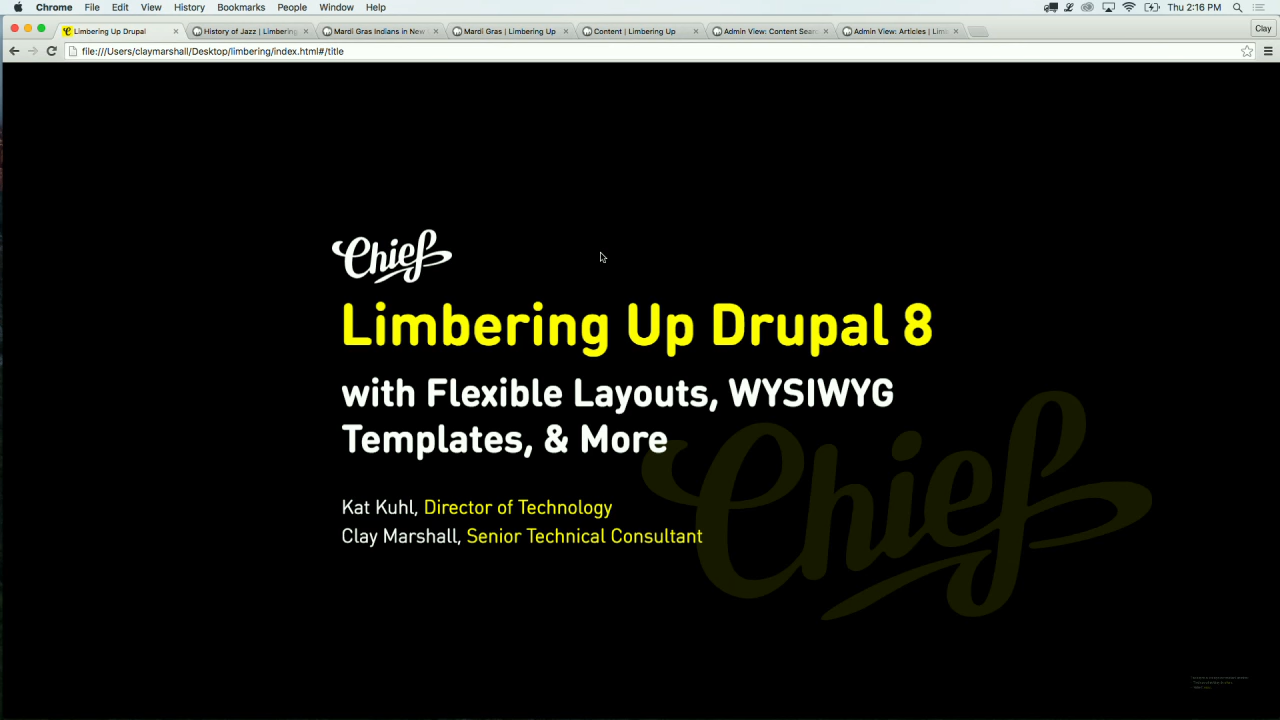 Chrome File Edit View History Bookmarks People Window Help Thu 2:16 PM
Limbering Up Drupal History of Jazz | Limbering Mardi Gras Indians in New Mardi Gras | Limbering Up Content | Limbering Up Admin View: Content Sear Admin View: Articles | Lim Clay
file:///Users/claymarshall/Desktop/limbering/index.html#/title
Chief
Limbering Up Drupal 8
with Flexible Layouts, WYSIWYG
Templates, & More
Kat Kuhl, Director of Technology
Clay Marshall, Senior Technical Consultant
Chief